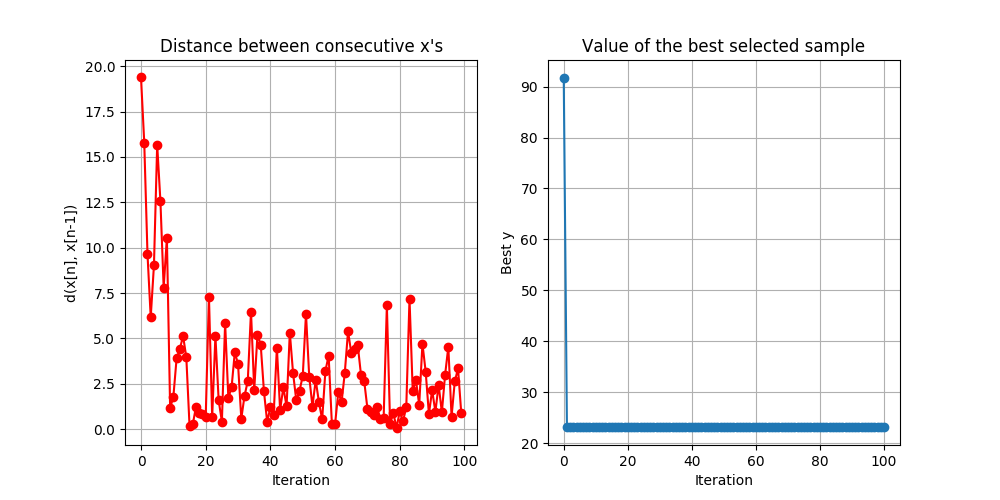 Distance between consecutive x's
20.0
17.5
15.0
12.5
10.0
7.5
5.0
2.5
0.0
d(x[n], x[n-1])
0 20 40 60 80 100
Iteration
Value of the best selected sample
90
80
70
60
50
40
30
20
Best y
0 20 40 60 80 100
Iteration